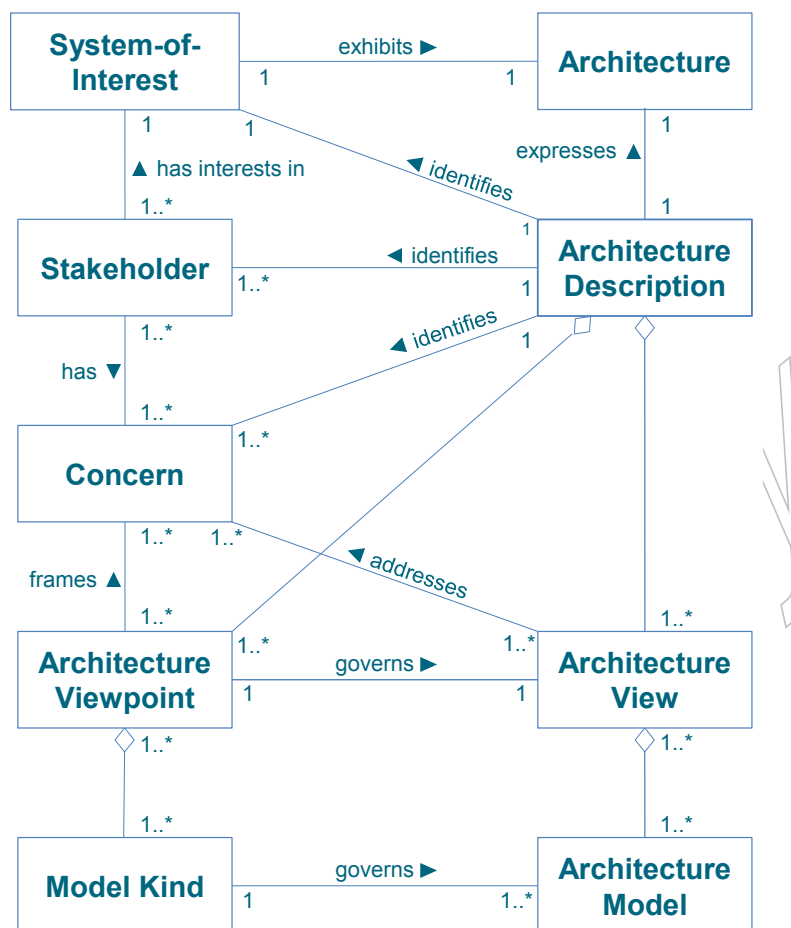 System-of-
Interest
exhibits ►
1
1
Architecture
1
1
1
▲ has interests in
expresses ▲
◄ identifies
1..*
1
1
Stakeholder
◄ identifies
1..*
1
Architecture
Description
1..*
has ▼
◄ identifies
1
1..*
1..*
Concern
1..*
1..*
◄ addresses
frames ▲
1..*
1..*
1..*
1..*
Architecture
Viewpoint
governs ►
1
1
Architecture
View
1..*
1..*
1..*
1..*
Model Kind
governs ►
1
1..*
Architecture
Model